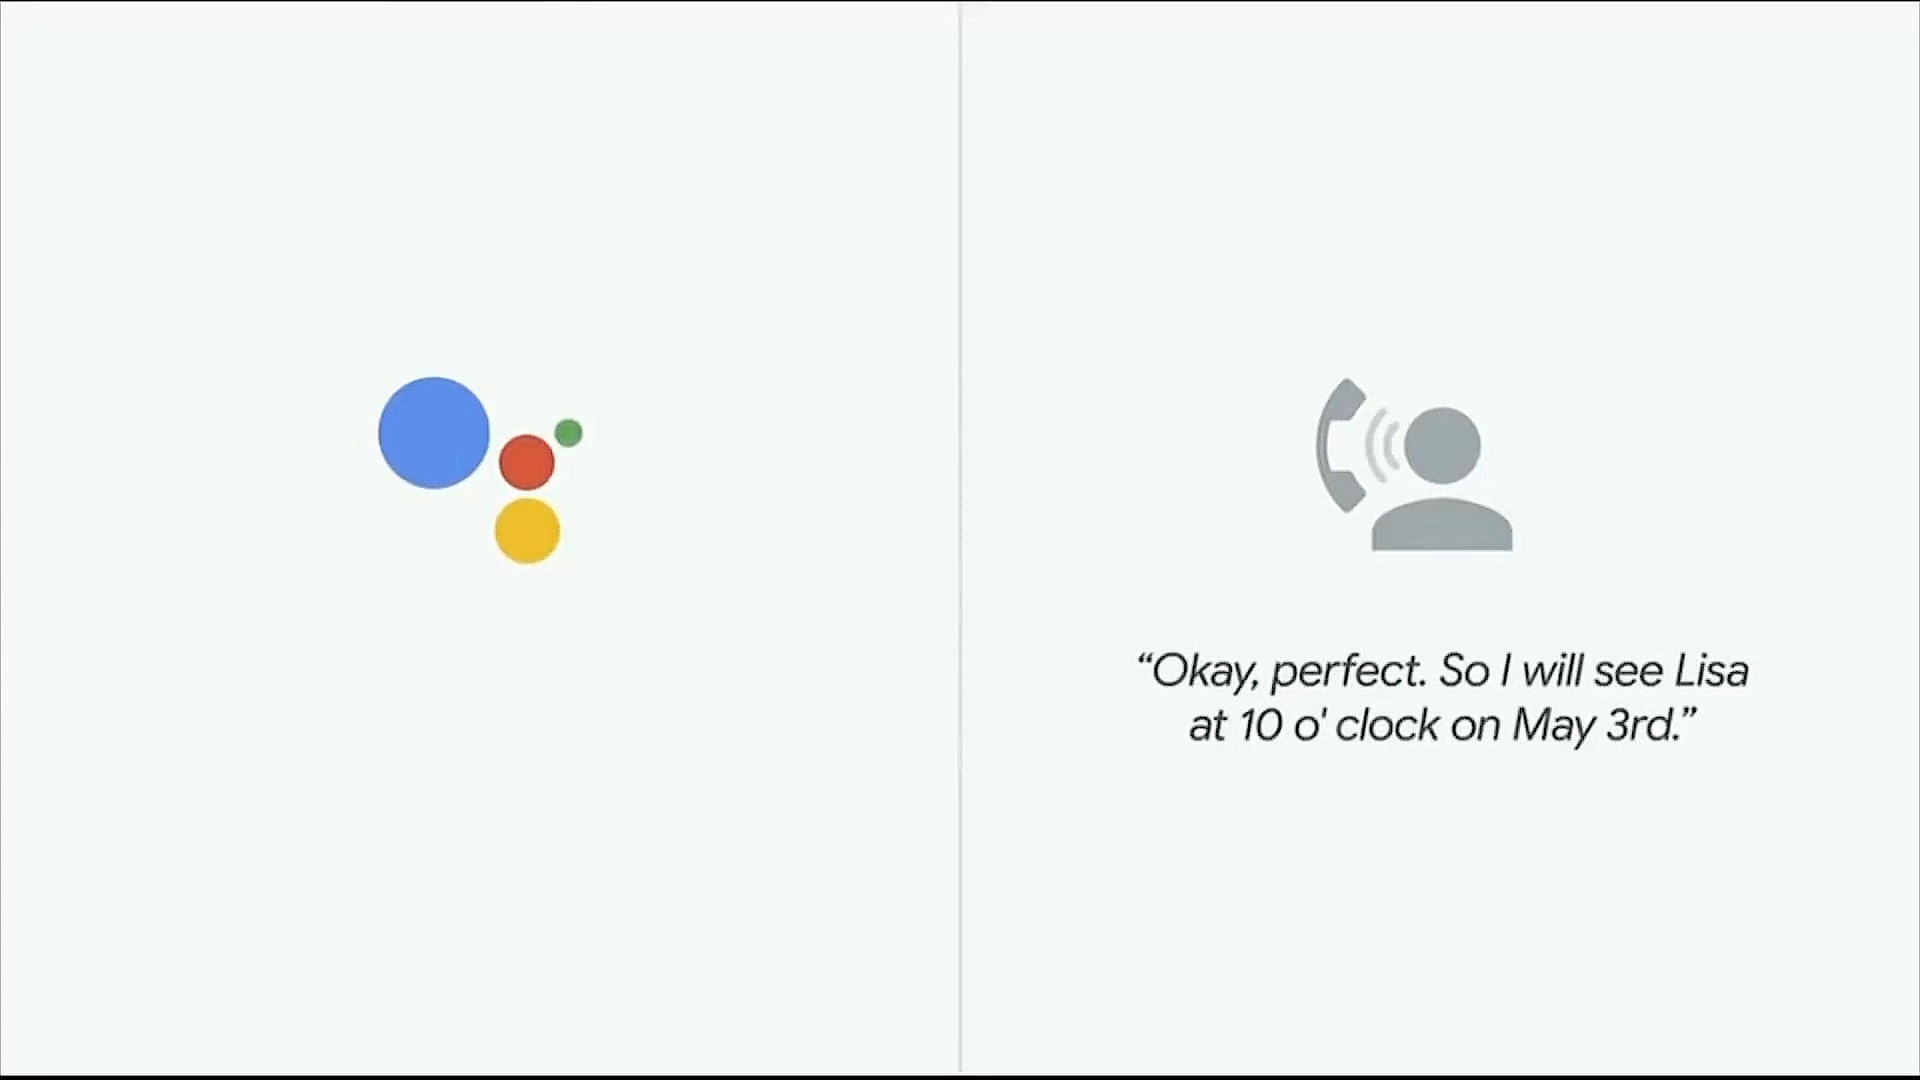 “Okay, perfect. So I will see Lisa
at 10 o' clock on May 3rd.”